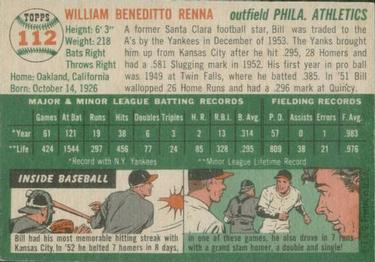 TOPPS
112
WILLIAM BENEDITTO RENNA outfield PHILA. ATHLETICS
Height: 6' 3"
Weight: 218
Bats Right
Throws Right
Home: Oakland, California
Born: October 14, 1926
A former Santa Clara football star, Bill was traded to the
A's by the Yankees in December of 1953. The Yanks brought
him up from Kansas City after he hit .295, 28 Homers and
had a .581 Slugging mark in 1952. His first year in pro ball
was 1949 at Twin Falls, where he batted .385. In '51 Bill
walloped 26 Home Runs and had a .296 mark at Quincy.
MAJOR & MINOR LEAGUE BATTING RECORDS FIELDING RECORDS
Games At Bat Runs Hits Doubles Triples H. R. R.B.I. B. Avg. P. O. Assists Errors F. Avg.
*Year 61 121 19 38 6 3 2 13 .314 57 0 1 .983
**Life 424 1544 297 456 77 24 85 328 .295 809 38 21 .976
*Record with N.Y. Yankees **Minor League Lifetime Record
INSIDE BASEBALL
Bill had his most memorable hitting streak with
Kansas City. In '52 he belted 7 homers in 8 days,
in one of these games, he also drove in 7 runs
with a grand slam homer, a double and single!